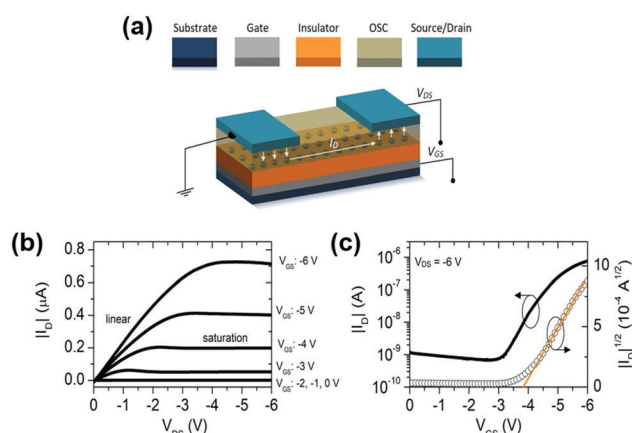 (a)
Substrate Gate Insulator OSC Source/Drain
V_DS
V_GS
I_D
(b)
|I_D| (μA)
0.8
0.6
0.4
0.2
0.0
linear
saturation
V_GS: -6 V
V_GS: -5 V
V_GS: -4 V
V_GS: -3 V
V_GS: -2, -1, 0 V
0 -1 -2 -3 -4 -5 -6
V_DS (V)
(c)
|I_D| (A)
10^-6
10^-7
10^-8
10^-9
10^-10
V_DS = -6 V
10
5
0
|I_D|^1/2 (10^-4 A^1/2)
0 -1 -2 -3 -4 -5 -6
V_GS (V)